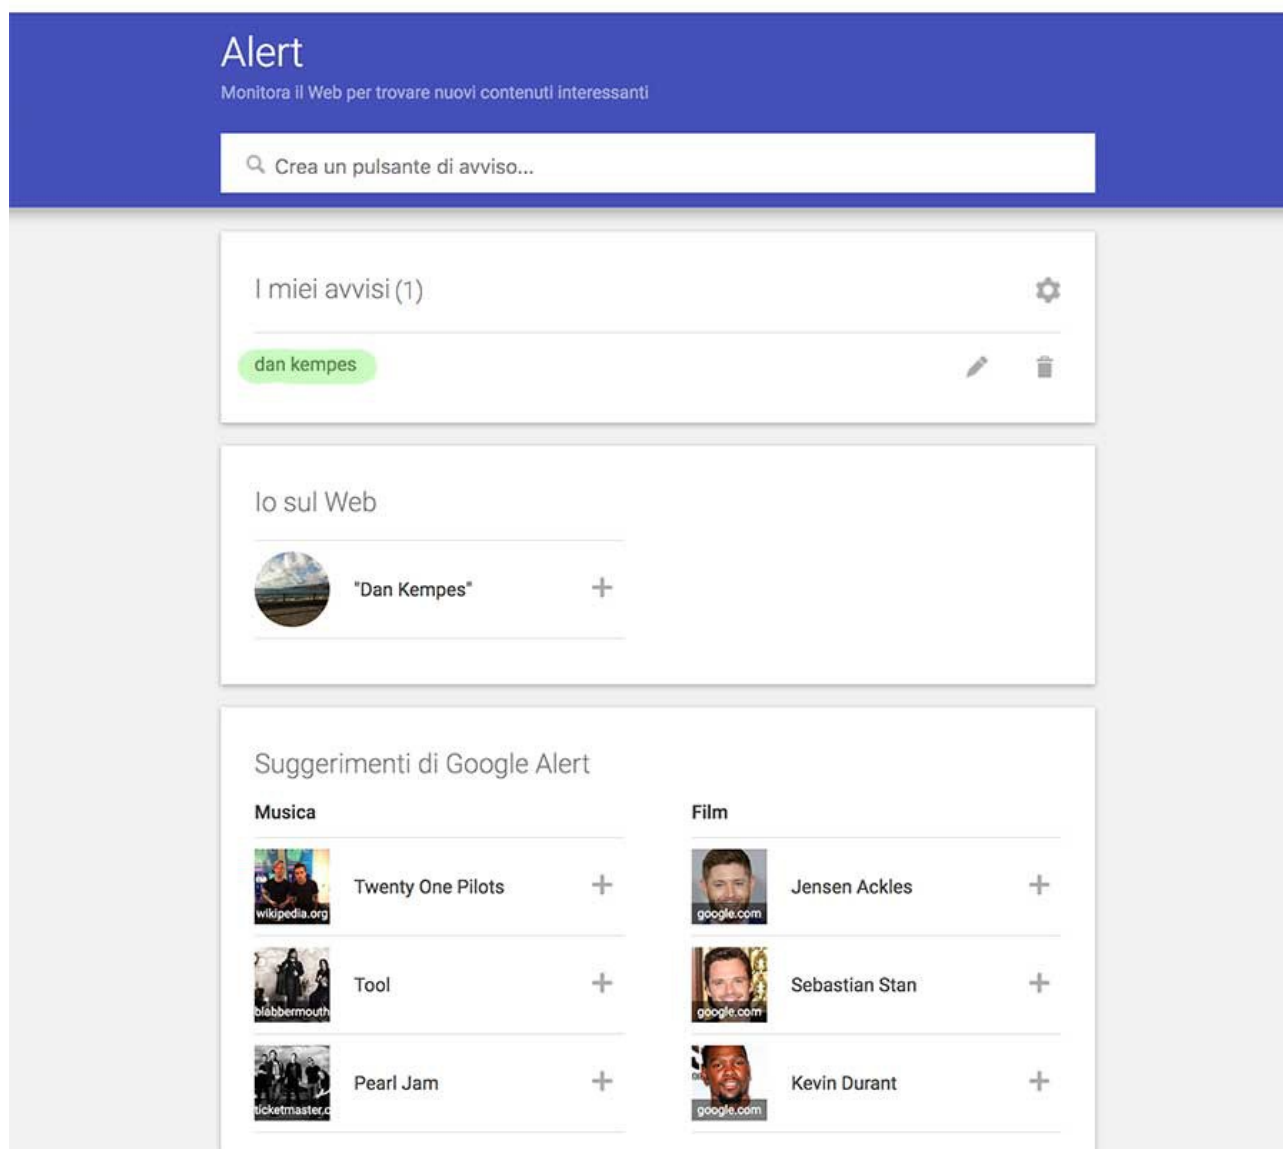 Alert
Monitora il Web per trovare nuovi contenuti interessanti
Crea un pulsante di avviso...
I miei avvisi (1)
dan kempes
Io sul Web
"Dan Kempes"
Suggerimenti di Google Alert
Musica
wikipedia.org
Twenty One Pilots
blabbermouth
Tool
ticketmaster.c
Pearl Jam
Film
google.com
Jensen Ackles
google.com
Sebastian Stan
google.com
Kevin Durant